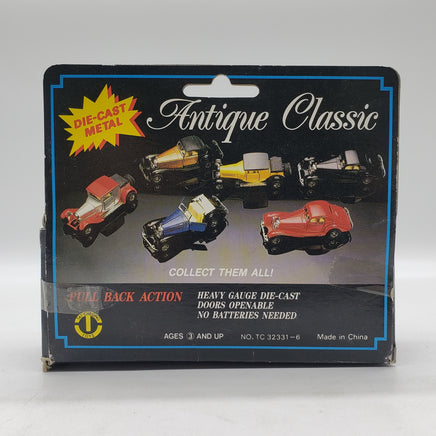 DIE-CAST
METAL
Antique Classic
COLLECT THEM ALL!
PULL BACK ACTION
HEAVY GAUGE DIE-CAST
DOORS OPENABLE
NO BATTERIES NEEDED
AGES ③ AND UP NO. TC 32331-6 Made in China